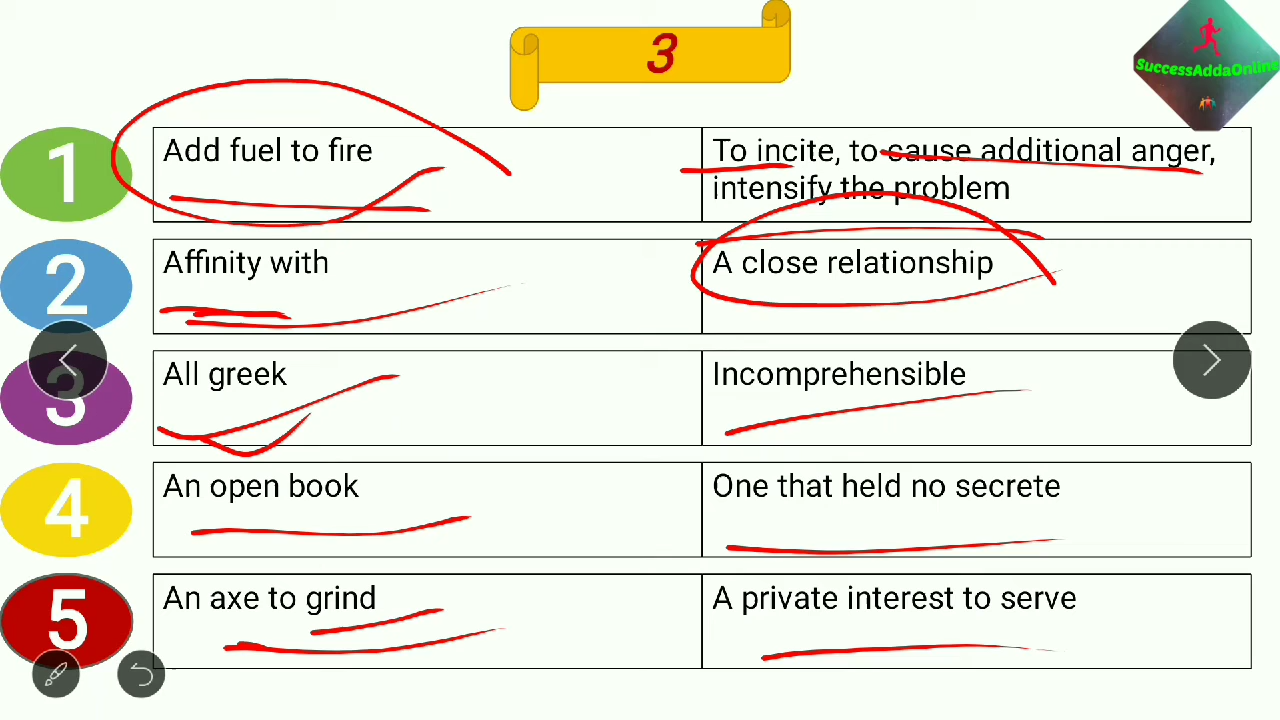 3
SuccessAddaOnline
1
Add fuel to fire
To incite, to cause additional anger,
intensify the problem
2
Affinity with
A close relationship
3
All greek
Incomprehensible
4
An open book
One that held no secrete
5
An axe to grind
A private interest to serve